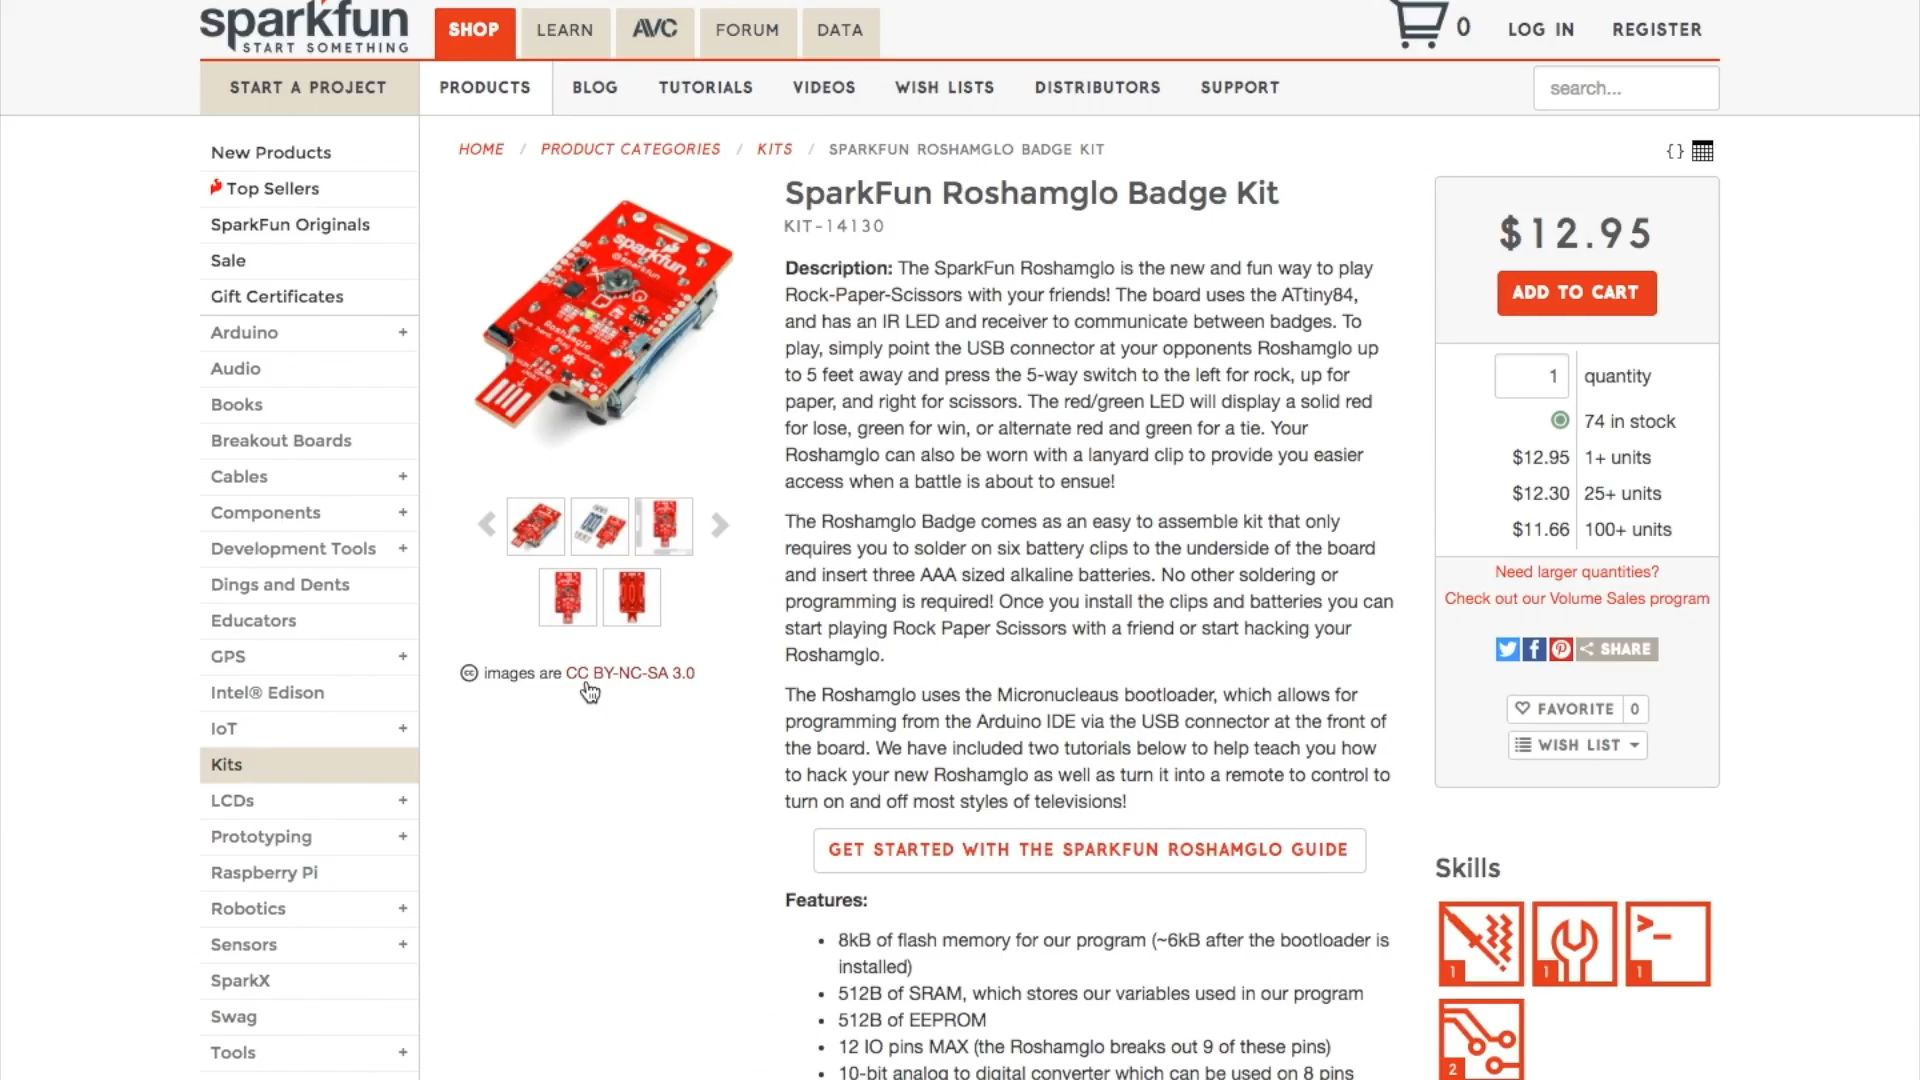 sparkfun
START SOMETHING
SHOP
LEARN
AVC
FORUM
DATA
0
LOG IN
REGISTER
START A PROJECT
PRODUCTS
BLOG
TUTORIALS
VIDEOS
WISH LISTS
DISTRIBUTORS
SUPPORT
search...
New Products
Top Sellers
SparkFun Originals
Sale
Gift Certificates
Arduino +
Audio
Books
Breakout Boards
Cables +
Components +
Development Tools +
Dings and Dents
Educators
GPS +
Intel® Edison
IoT +
Kits
LCDs +
Prototyping +
Raspberry Pi
Robotics +
Sensors +
SparkX
Swag
Tools +
HOME / PRODUCT CATEGORIES / KITS / SPARKFUN ROSHAMGLO BADGE KIT
{}
sparkfun
@sparkfun
Roshamglo
images are CC BY-NC-SA 3.0
SparkFun Roshamglo Badge Kit
KIT-14130
Description: The SparkFun Roshamglo is the new and fun way to play
Rock-Paper-Scissors with your friends! The board uses the ATtiny84,
and has an IR LED and receiver to communicate between badges. To
play, simply point the USB connector at your opponents Roshamglo up
to 5 feet away and press the 5-way switch to the left for rock, up for
paper, and right for scissors. The red/green LED will display a solid red
for lose, green for win, or alternate red and green for a tie. Your
Roshamglo can also be worn with a lanyard clip to provide you easier
access when a battle is about to ensue!
The Roshamglo Badge comes as an easy to assemble kit that only
requires you to solder on six battery clips to the underside of the board
and insert three AAA sized alkaline batteries. No other soldering or
programming is required! Once you install the clips and batteries you can
start playing Rock Paper Scissors with a friend or start hacking your
Roshamglo.
The Roshamglo uses the Micronucleaus bootloader, which allows for
programming from the Arduino IDE via the USB connector at the front of
the board. We have included two tutorials below to help teach you how
to hack your new Roshamglo as well as turn it into a remote to control to
turn on and off most styles of televisions!
GET STARTED WITH THE SPARKFUN ROSHAMGLO GUIDE
Features:
• 8kB of flash memory for our program (~6kB after the bootloader is
installed)
• 512B of SRAM, which stores our variables used in our program
• 512B of EEPROM
• 12 IO pins MAX (the Roshamglo breaks out 9 of these pins)
• 10-bit analog to digital converter which can be used on 8 pins
$12.95
ADD TO CART
1 quantity
74 in stock
$12.95 1+ units
$12.30 25+ units
$11.66 100+ units
Need larger quantities?
Check out our Volume Sales program
SHARE
FAVORITE 0
WISH LIST
Skills
1
1
1
2